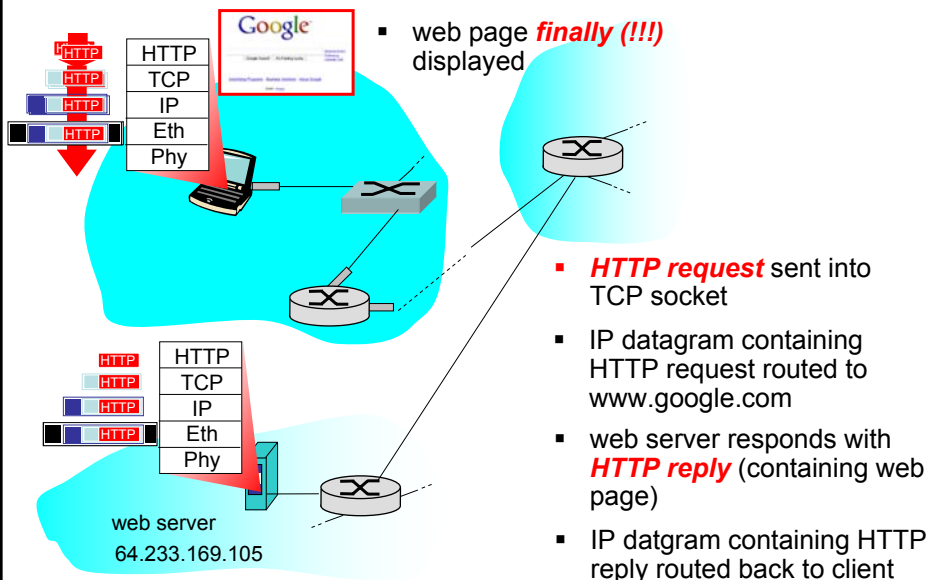 Google
▪ web page finally (!!!)
displayed
HTTP
HTTP
HTTP
HTTP
HTTP
HTTP
TCP
IP
Eth
Phy
▪ HTTP request sent into
TCP socket
▪ IP datagram containing
HTTP request routed to
www.google.com
▪ web server responds with
HTTP reply (containing web
page)
▪ IP datgram containing HTTP
reply routed back to client
HTTP
HTTP
HTTP
HTTP
HTTP
TCP
IP
Eth
Phy
web server
64.233.169.105